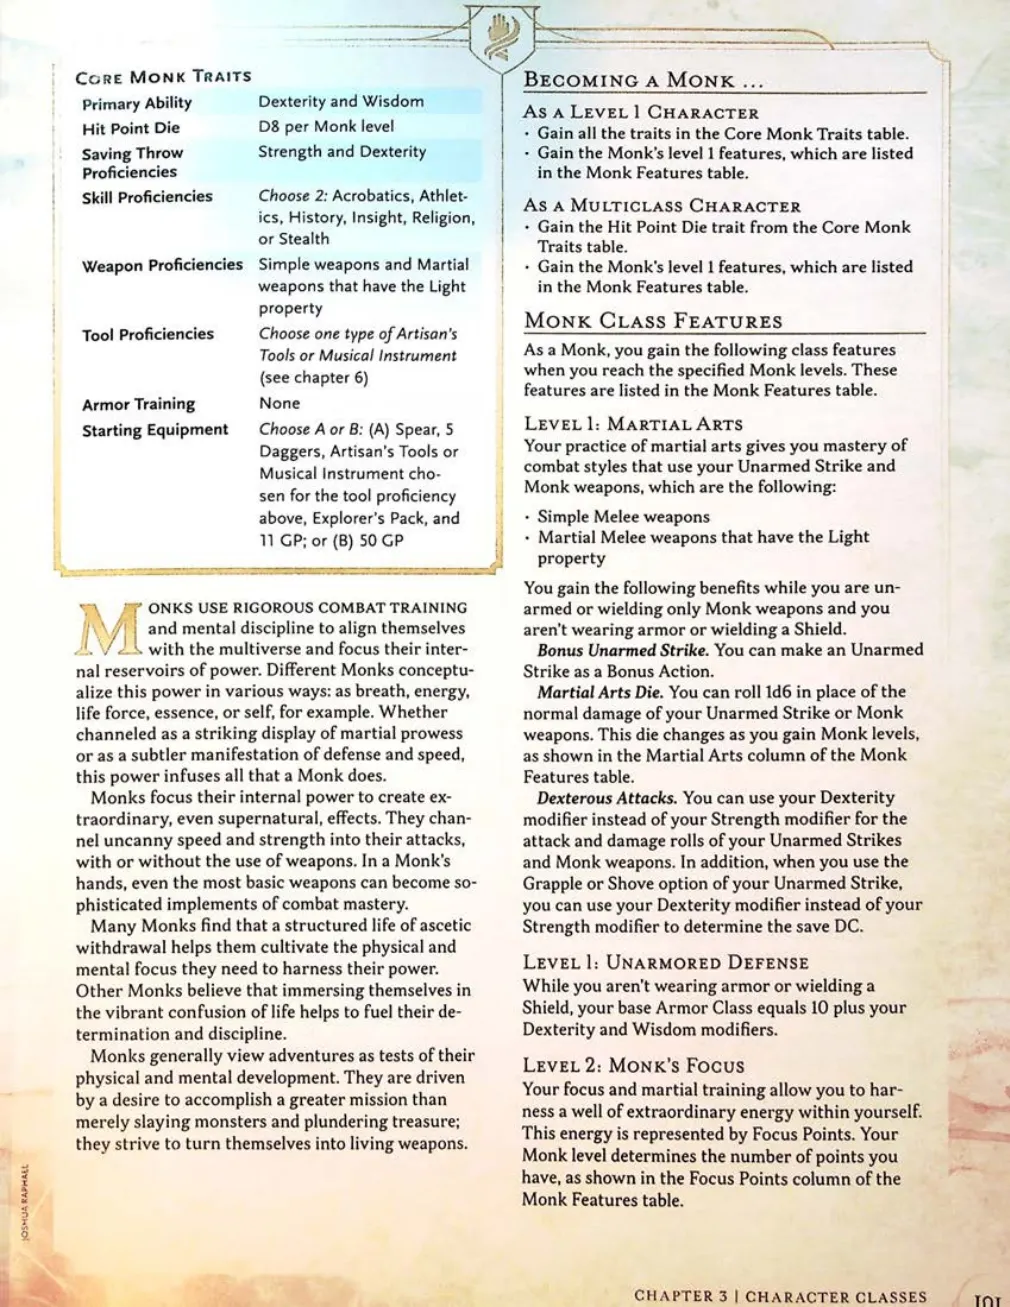 CORE MONK TRAITS
Primary Ability Dexterity and Wisdom
Hit Point Die D8 per Monk level
Saving Throw Strength and Dexterity
Proficiencies
Skill Proficiencies Choose 2: Acrobatics, Athlet-
ics, History, Insight, Religion,
or Stealth
Weapon Proficiencies Simple weapons and Martial
weapons that have the Light
property
Tool Proficiencies Choose one type of Artisan's
Tools or Musical Instrument
(see chapter 6)
Armor Training None
Starting Equipment Choose A or B: (A) Spear, 5
Daggers, Artisan's Tools or
Musical Instrument cho-
sen for the tool proficiency
above, Explorer's Pack, and
11 GP; or (B) 50 GP
MONKS USE RIGOROUS COMBAT TRAINING
and mental discipline to align themselves
with the multiverse and focus their inter-
nal reservoirs of power. Different Monks conceptu-
alize this power in various ways: as breath, energy,
life force, essence, or self, for example. Whether
channeled as a striking display of martial prowess
or as a subtler manifestation of defense and speed,
this power infuses all that a Monk does.
Monks focus their internal power to create ex-
traordinary, even supernatural, effects. They chan-
nel uncanny speed and strength into their attacks,
with or without the use of weapons. In a Monk's
hands, even the most basic weapons can become so-
phisticated implements of combat mastery.
Many Monks find that a structured life of ascetic
withdrawal helps them cultivate the physical and
mental focus they need to harness their power.
Other Monks believe that immersing themselves in
the vibrant confusion of life helps to fuel their de-
termination and discipline.
Monks generally view adventures as tests of their
physical and mental development. They are driven
by a desire to accomplish a greater mission than
merely slaying monsters and plundering treasure;
they strive to turn themselves into living weapons.
JOSHUA RAPHAEL
BECOMING A MONK ...
AS A LEVEL 1 CHARACTER
• Gain all the traits in the Core Monk Traits table.
• Gain the Monk's level 1 features, which are listed
in the Monk Features table.
AS A MULTICLASS CHARACTER
• Gain the Hit Point Die trait from the Core Monk
Traits table.
• Gain the Monk's level 1 features, which are listed
in the Monk Features table.
MONK CLASS FEATURES
As a Monk, you gain the following class features
when you reach the specified Monk levels. These
features are listed in the Monk Features table.
LEVEL 1: MARTIAL ARTS
Your practice of martial arts gives you mastery of
combat styles that use your Unarmed Strike and
Monk weapons, which are the following:
• Simple Melee weapons
• Martial Melee weapons that have the Light
property
You gain the following benefits while you are un-
armed or wielding only Monk weapons and you
aren't wearing armor or wielding a Shield.
Bonus Unarmed Strike. You can make an Unarmed
Strike as a Bonus Action.
Martial Arts Die. You can roll 1d6 in place of the
normal damage of your Unarmed Strike or Monk
weapons. This die changes as you gain Monk levels,
as shown in the Martial Arts column of the Monk
Features table.
Dexterous Attacks. You can use your Dexterity
modifier instead of your Strength modifier for the
attack and damage rolls of your Unarmed Strikes
and Monk weapons. In addition, when you use the
Grapple or Shove option of your Unarmed Strike,
you can use your Dexterity modifier instead of your
Strength modifier to determine the save DC.
LEVEL 1: UNARMORED DEFENSE
While you aren't wearing armor or wielding a
Shield, your base Armor Class equals 10 plus your
Dexterity and Wisdom modifiers.
LEVEL 2: MONK'S FOCUS
Your focus and martial training allow you to har-
ness a well of extraordinary energy within yourself.
This energy is represented by Focus Points. Your
Monk level determines the number of points you
have, as shown in the Focus Points column of the
Monk Features table.
CHAPTER 3 | CHARACTER CLASSES 101